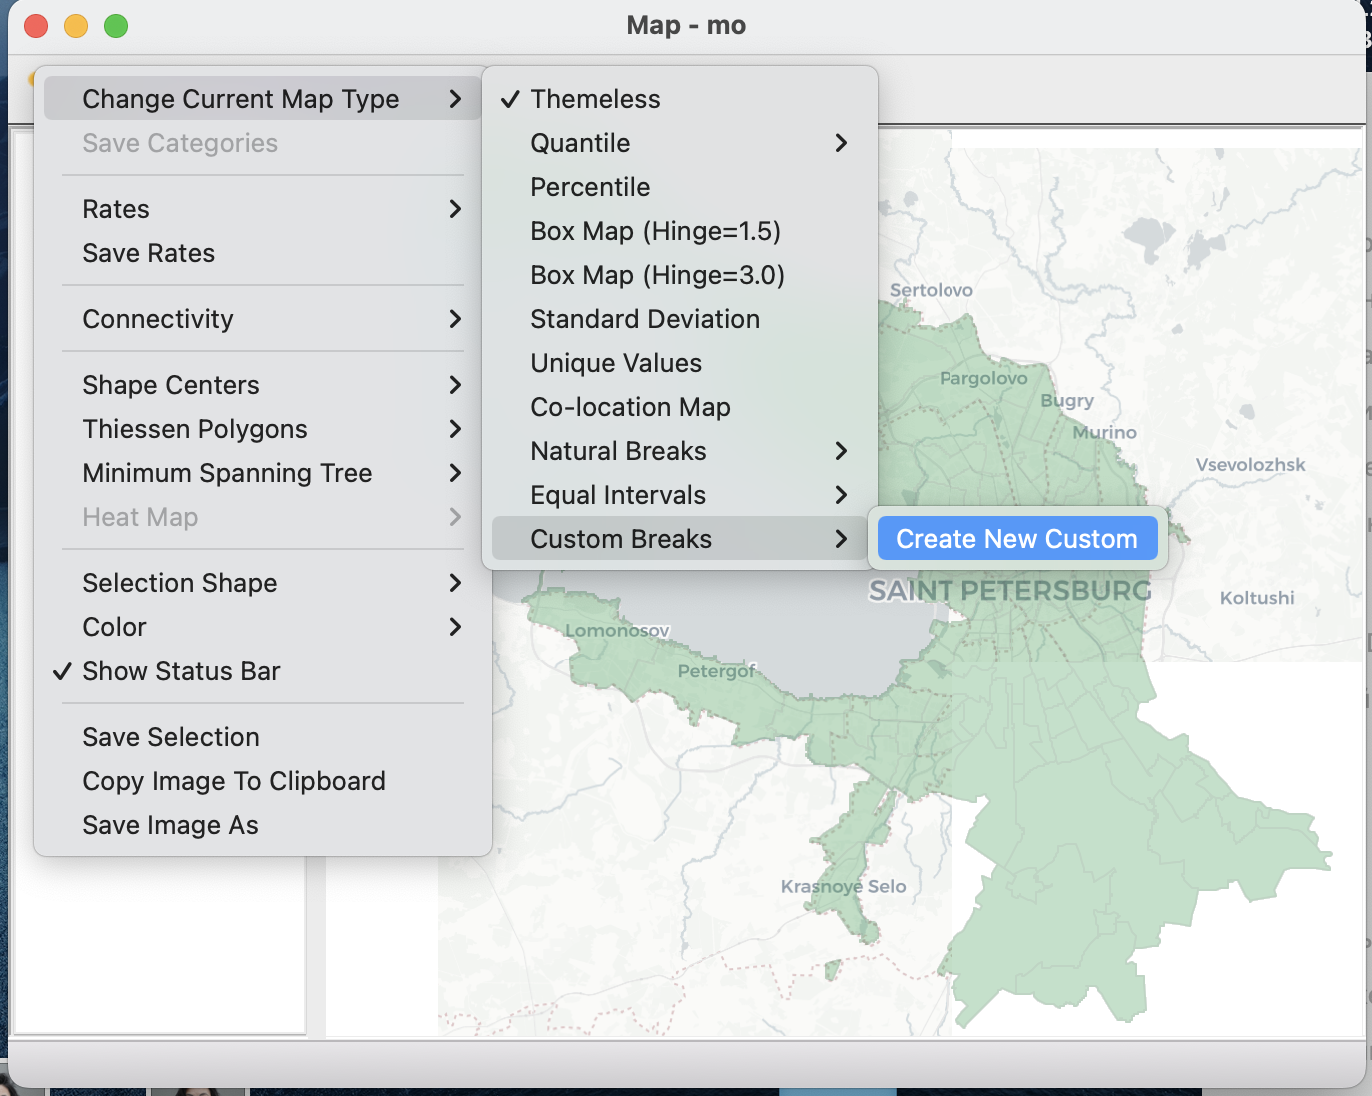 Map - mo
Change Current Map Type
Save Categories
Rates
Save Rates
Connectivity
Shape Centers
Thiessen Polygons
Minimum Spanning Tree
Heat Map
Selection Shape
Color
Show Status Bar
Save Selection
Copy Image To Clipboard
Save Image As
Themeless
Quantile
Percentile
Box Map (Hinge=1.5)
Box Map (Hinge=3.0)
Standard Deviation
Unique Values
Co-location Map
Natural Breaks
Equal Intervals
Custom Breaks
Create New Custom
Sertolovo
Pargolovo
Bugry
Murino
Vsevolozhsk
SAINT PETERSBURG
Koltushi
Lomonosov
Petergof
Krasnoye Selo